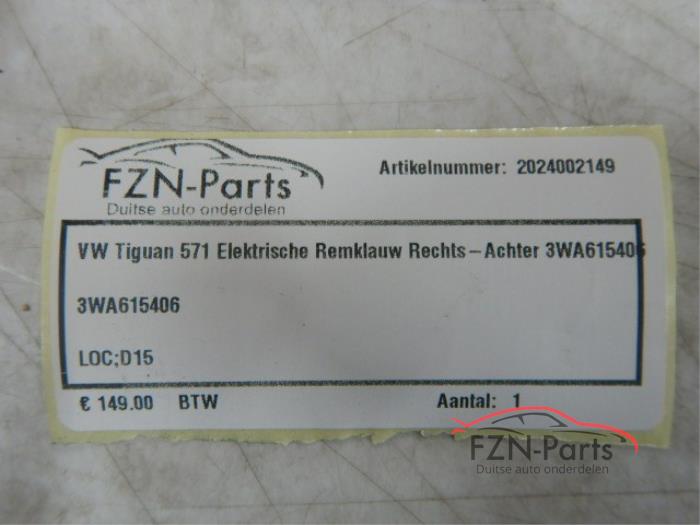 FZN-Parts
Duitse auto onderdelen
Artikelnummer: 2024002149
VW Tiguan 571 Elektrische Remklauw Rechts-Achter 3WA615406
3WA615406
LOC;D15
€ 149.00 BTW
Aantal: 1
FZN-Parts
Duitse auto onderdelen